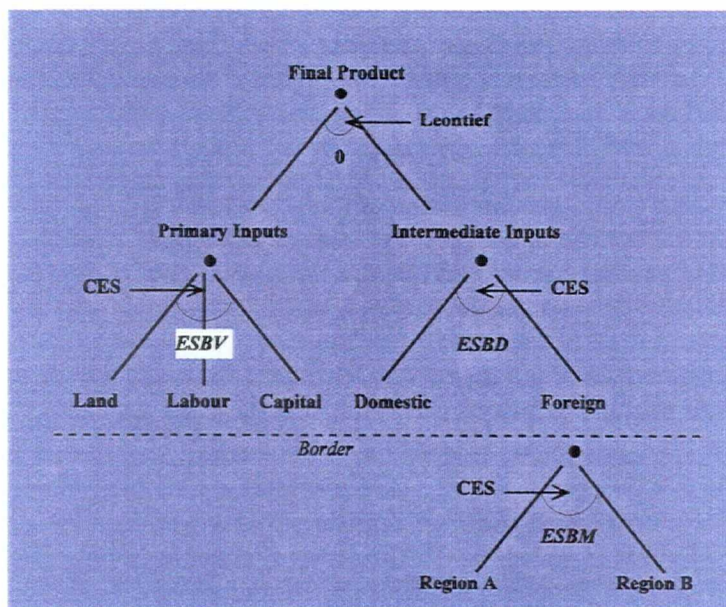 Final Product
Leontief
0
Primary Inputs
Intermediate Inputs
CES
CES
ESBV
ESBD
Land
Labour
Capital
Domestic
Foreign
Border
CES
ESBM
Region A
Region B